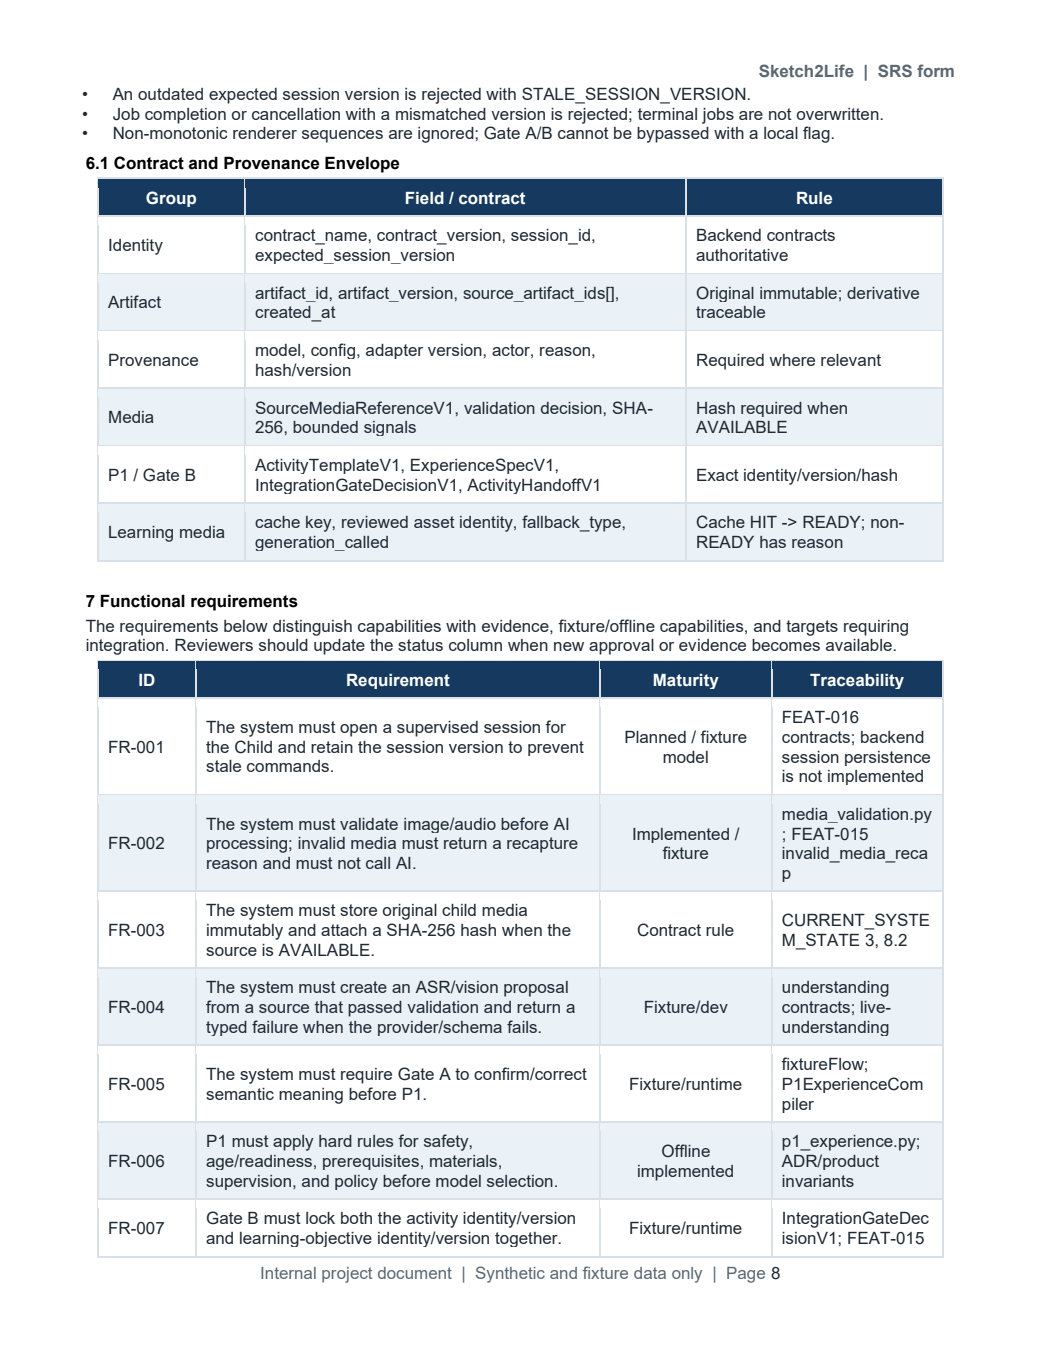 Sketch2Life | SRS form
• An outdated expected session version is rejected with STALE_SESSION_VERSION.
• Job completion or cancellation with a mismatched version is rejected; terminal jobs are not overwritten.
• Non-monotonic renderer sequences are ignored; Gate A/B cannot be bypassed with a local flag.
6.1 Contract and Provenance Envelope
Group Field / contract Rule
Identity
contract_name, contract_version, session_id,
expected_session_version
Backend contracts
authoritative
Artifact
artifact_id, artifact_version, source_artifact_ids[],
created_at
Original immutable; derivative
traceable
Provenance
model, config, adapter version, actor, reason,
hash/version
Required where relevant
Media
SourceMediaReferenceV1, validation decision, SHA-
256, bounded signals
Hash required when
AVAILABLE
P1 / Gate B
ActivityTemplateV1, ExperienceSpecV1,
IntegrationGateDecisionV1, ActivityHandoffV1
Exact identity/version/hash
Learning media
cache key, reviewed asset identity, fallback_type,
generation_called
Cache HIT -> READY; non-
READY has reason
7 Functional requirements
The requirements below distinguish capabilities with evidence, fixture/offline capabilities, and targets requiring
integration. Reviewers should update the status column when new approval or evidence becomes available.
ID Requirement Maturity Traceability
FR-001
The system must open a supervised session for
the Child and retain the session version to prevent
stale commands.
Planned / fixture
model
FEAT-016
contracts; backend
session persistence
is not implemented
FR-002
The system must validate image/audio before AI
processing; invalid media must return a recapture
reason and must not call AI.
Implemented /
fixture
media_validation.py
; FEAT-015
invalid_media_reca
p
FR-003
The system must store original child media
immutably and attach a SHA-256 hash when the
source is AVAILABLE.
Contract rule
CURRENT_SYSTE
M_STATE 3, 8.2
FR-004
The system must create an ASR/vision proposal
from a source that passed validation and return a
typed failure when the provider/schema fails.
Fixture/dev
understanding
contracts; live-
understanding
FR-005
The system must require Gate A to confirm/correct
semantic meaning before P1.
Fixture/runtime
fixtureFlow;
P1ExperienceCom
piler
FR-006
P1 must apply hard rules for safety,
age/readiness, prerequisites, materials,
supervision, and policy before model selection.
Offline
implemented
p1_experience.py;
ADR/product
invariants
FR-007
Gate B must lock both the activity identity/version
and learning-objective identity/version together.
Fixture/runtime
IntegrationGateDec
isionV1; FEAT-015
Internal project document | Synthetic and fixture data only | Page 8